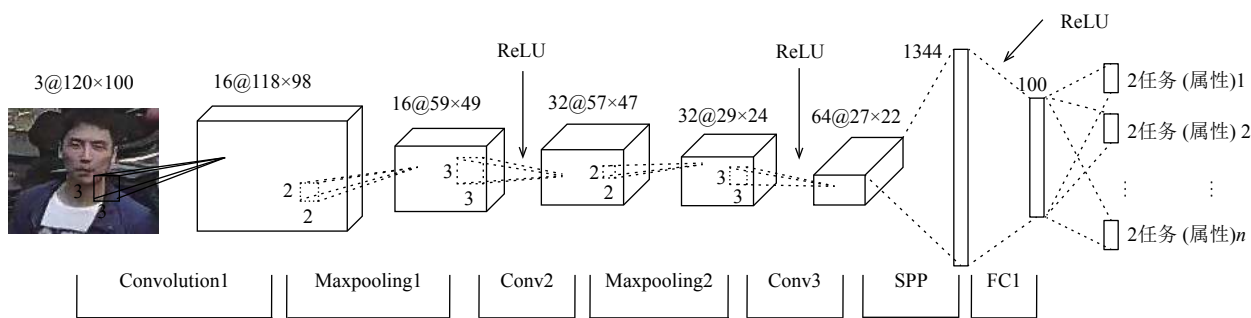 ReLU
ReLU
ReLU
1344
3@120×100
16@118×98
16@59×49
32@57×47
32@29×24
64@27×22
100
2任务 (属性)1
2任务 (属性) 2
⋮ ⋮
2任务 (属性)n
3
3
2
2
3
3
2
2
3
3
Convolution1
Maxpooling1
Conv2
Maxpooling2
Conv3
SPP
FC1